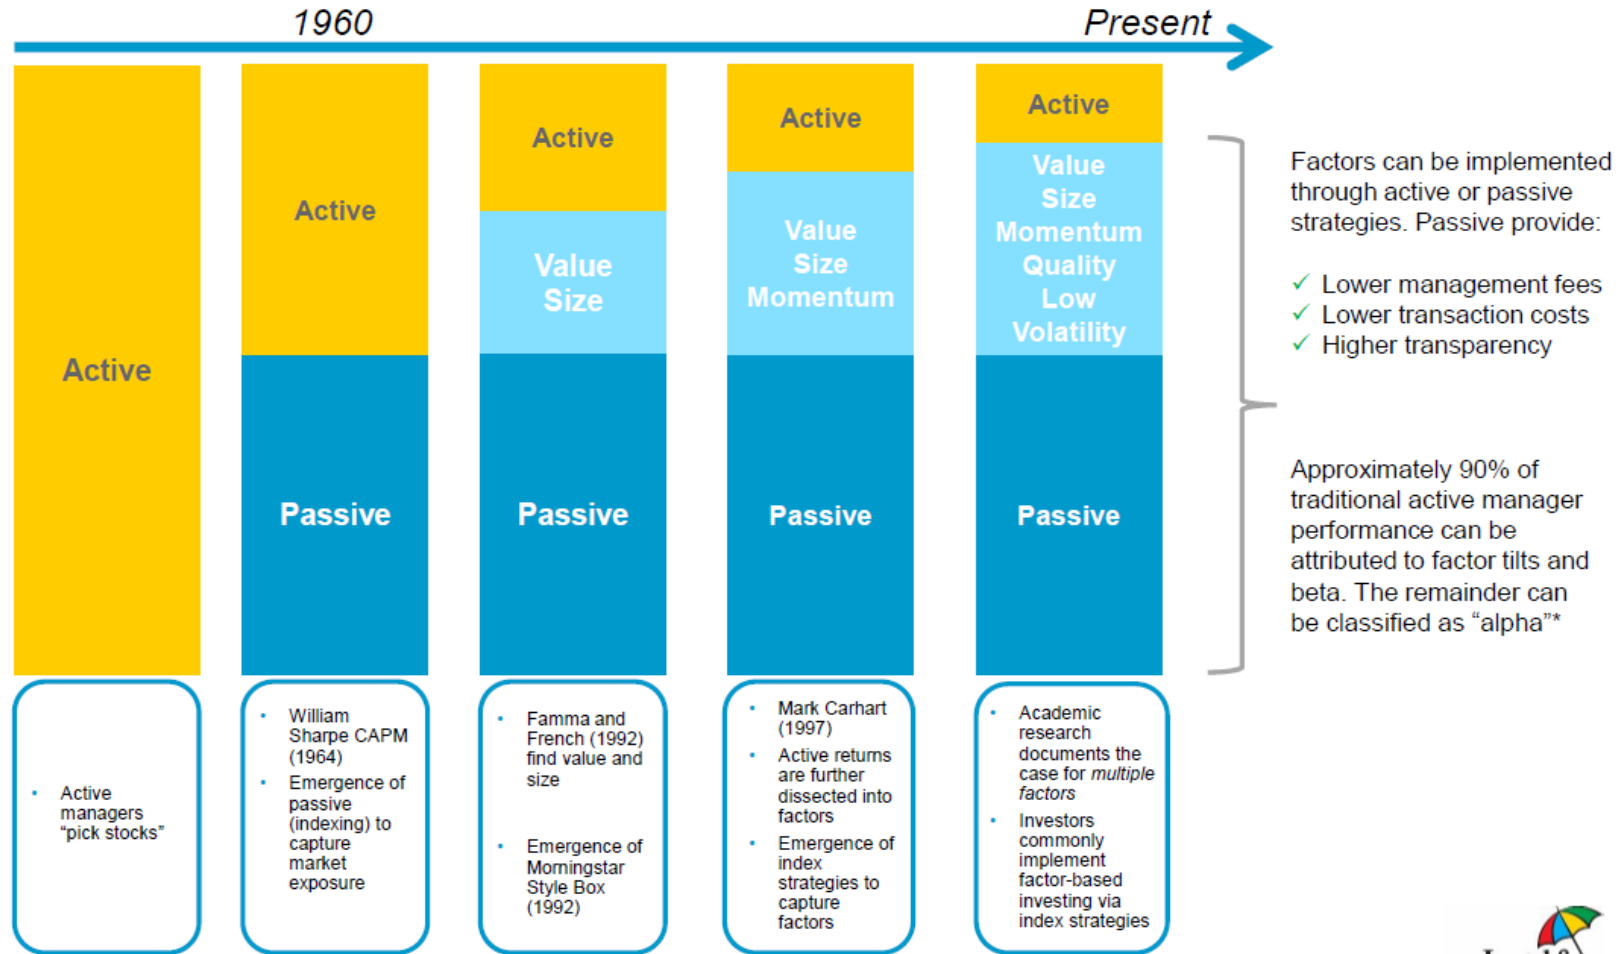 1960
Present
Active
Active
Passive
Active
Value
Size
Passive
Active
Value
Size
Momentum
Passive
Active
Value
Size
Momentum
Quality
Low
Volatility
Passive
Factors can be implemented
through active or passive
strategies. Passive provide:
✓ Lower management fees
✓ Lower transaction costs
✓ Higher transparency
Approximately 90% of
traditional active manager
performance can be
attributed to factor tilts and
beta. The remainder can
be classified as “alpha”*
• Active
managers
“pick stocks”
• William
Sharpe CAPM
(1964)
• Emergence of
passive
(indexing) to
capture
market
exposure
• Famma and
French (1992)
find value and
size
• Emergence of
Morningstar
Style Box
(1992)
• Mark Carhart
(1997)
• Active returns
are further
dissected into
factors
• Emergence of
index
strategies to
capture
factors
• Academic
research
documents the
case for multiple
factors
• Investors
commonly
implement
factor-based
investing via
index strategies